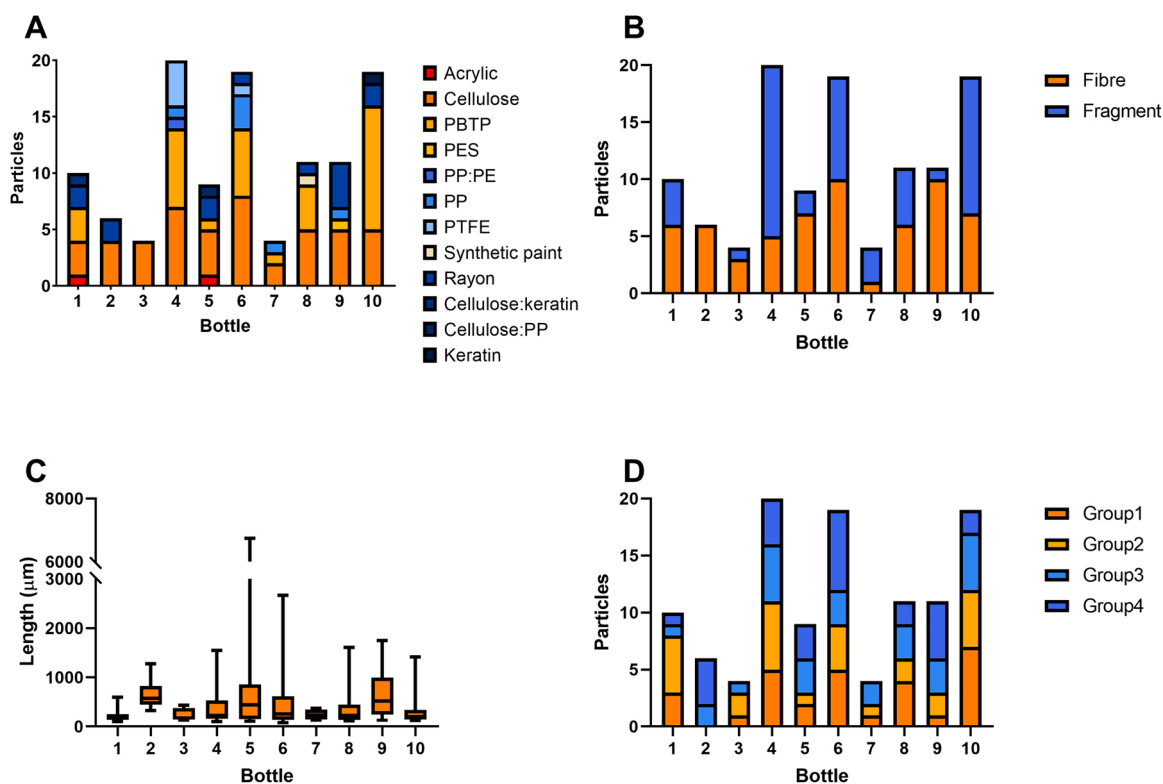 A
20
15
10
5
0
Particles
1 2 3 4 5 6 7 8 9 10
Bottle
Acrylic
Cellulose
PBTP
PES
PP:PE
PP
PTFE
Synthetic paint
Rayon
Cellulose:keratin
Cellulose:PP
Keratin
B
20
15
10
5
0
Particles
1 2 3 4 5 6 7 8 9 10
Bottle
Fibre
Fragment
C
8000
6000
3000
2000
1000
0
Length (μm)
1 2 3 4 5 6 7 8 9 10
Bottle
D
20
15
10
5
0
Particles
1 2 3 4 5 6 7 8 9 10
Bottle
Group1
Group2
Group3
Group4